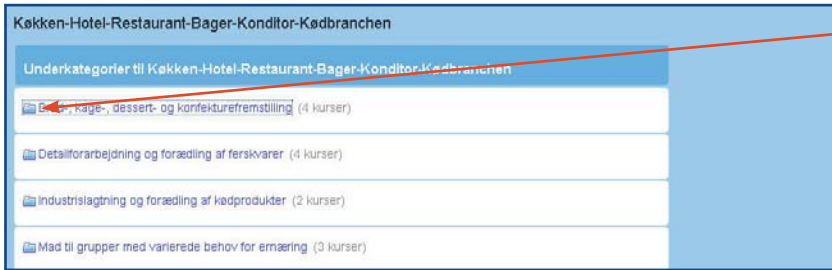 Køkken-Hotel-Restaurant-Bager-Konditor-Kødbranchen
Underkategorier til Køkken-Hotel-Restaurant-Bager-Konditor-Kødbranchen
Brød-, kage-, dessert- og konfekturefremstilling (4 kurser)
Detailforarbejdning og forædling af ferskvarer (4 kurser)
Industrislagtning og forædling af kødprodukter (2 kurser)
Mad til grupper med varierede behov for ernæring (3 kurser)